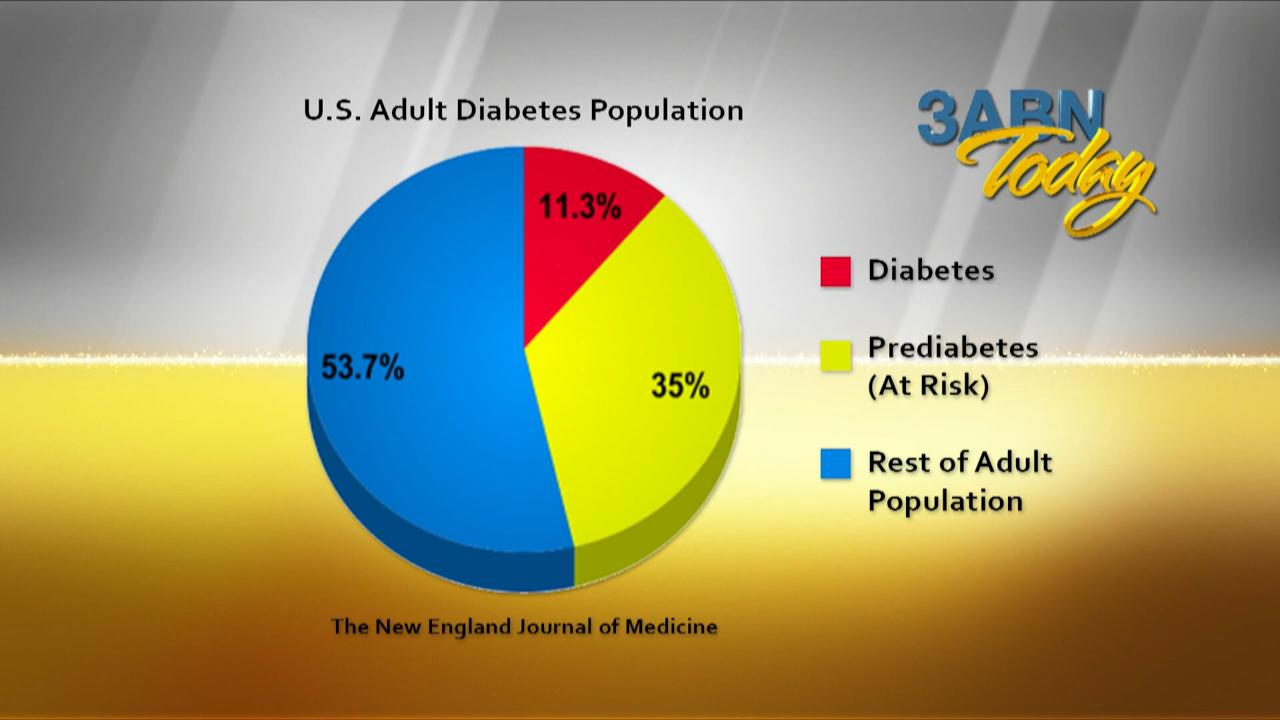 U.S. Adult Diabetes Population
3ABN
Today
11.3%
53.7%
35%
Diabetes
Prediabetes
(At Risk)
Rest of Adult
Population
The New England Journal of Medicine